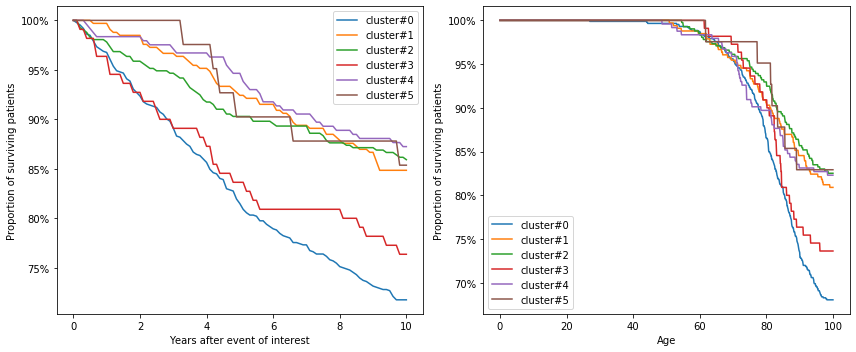 100%
95%
90%
85%
80%
75%
0
2
4
6
8
10
Proportion of surviving patients
Years after event of interest
cluster#0
cluster#1
cluster#2
cluster#3
cluster#4
cluster#5
100%
95%
90%
85%
80%
75%
70%
0
20
40
60
80
100
Proportion of surviving patients
Age
cluster#0
cluster#1
cluster#2
cluster#3
cluster#4
cluster#5